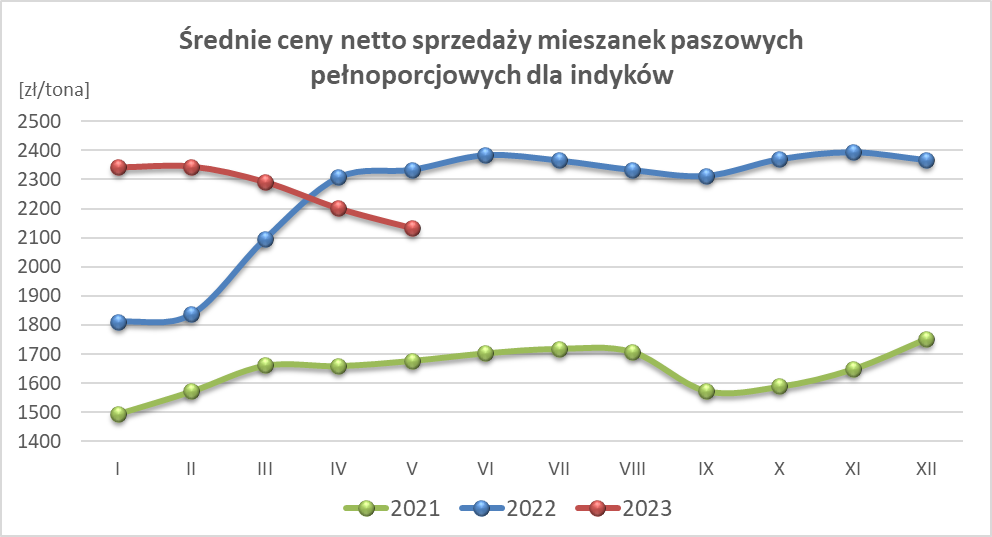 Średnie ceny netto sprzedaży mieszanek paszowych
pełnoporcjowych dla indyków
[zł/tona]
2500
2400
2300
2200
2100
2000
1900
1800
1700
1600
1500
1400
I II III IV V VI VII VIII IX X XI XII
2021 2022 2023